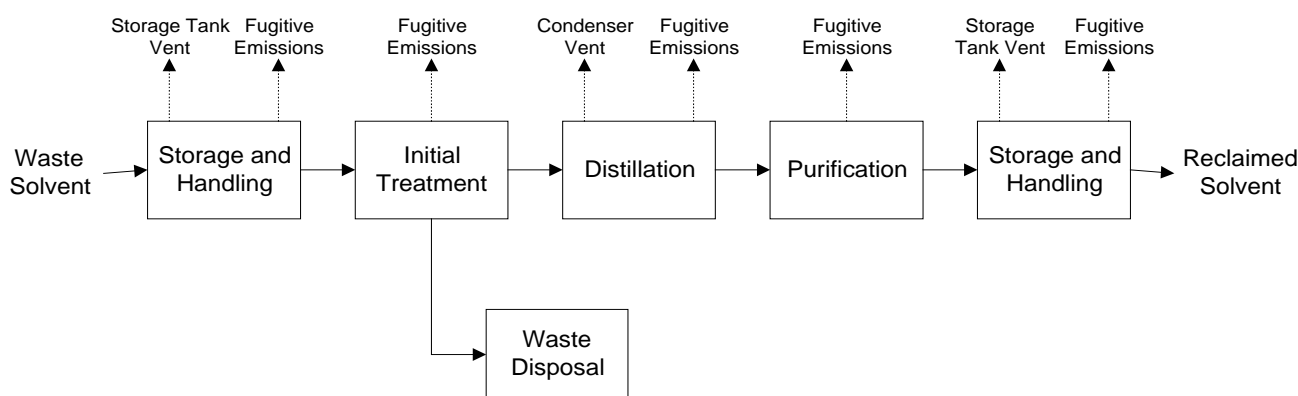 Storage Tank
Vent
Fugitive
Emissions
Fugitive
Emissions
Condenser
Vent
Fugitive
Emissions
Fugitive
Emissions
Storage
Tank Vent
Fugitive
Emissions
Waste
Solvent
Storage and
Handling
Initial
Treatment
Distillation
Purification
Storage and
Handling
Reclaimed
Solvent
Waste
Disposal